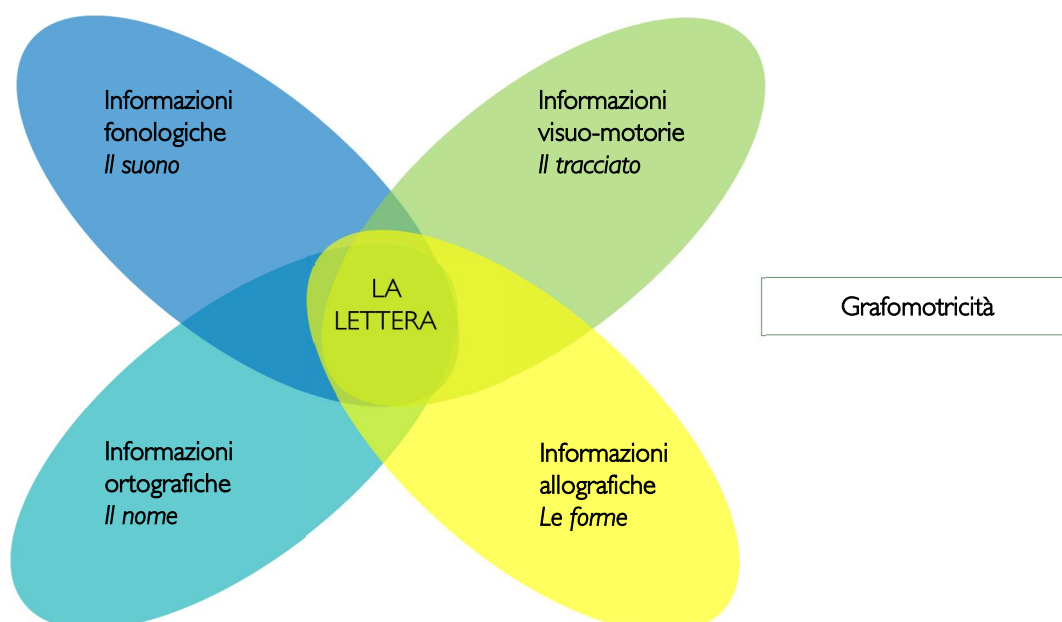 Informazioni
fonologiche
Il suono
Informazioni
visuo-motorie
Il tracciato
LA
LETTERA
Grafomotricità
Informazioni
ortografiche
Il nome
Informazioni
allografiche
Le forme